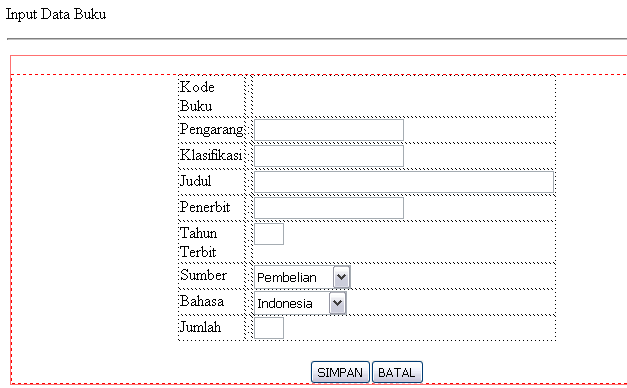 Input Data Buku
Kode
Buku
Pengarang
Klasifikasi
Judul
Penerbit
Tahun
Terbit
Sumber
Pembelian
Bahasa
Indonesia
Jumlah
SIMPAN BATAL